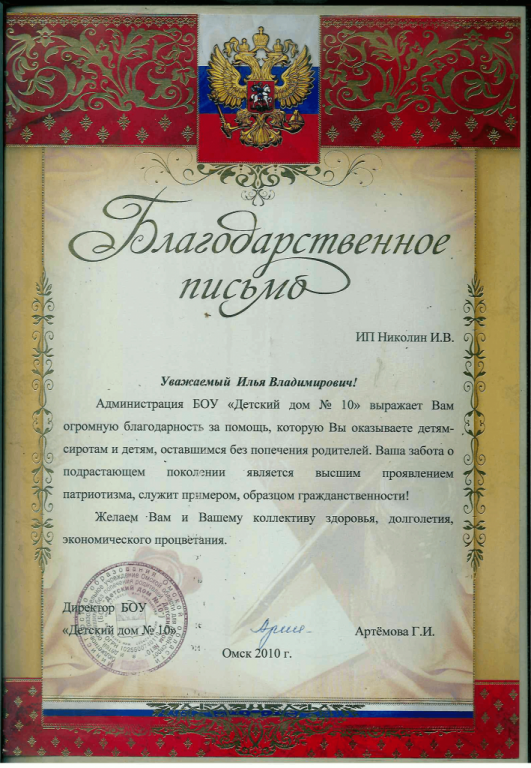 Благодарственное
письмо
ИП Николин И.В.
Уважаемый Илья Владимирович!
Администрация БОУ «Детский дом № 10» выражает Вам
огромную благодарность за помощь, которую Вы оказываете детям-
сиротам и детям, оставшимся без попечения родителей. Ваша забота о
подрастающем поколении является высшим проявлением
патриотизма, служит примером, образцом гражданственности!
Желаем Вам и Вашему коллективу здоровья, долголетия,
экономического процветания.
Директор БОУ
«Детский дом № 10» Артёмова Г.И.
Омск 2010 г.